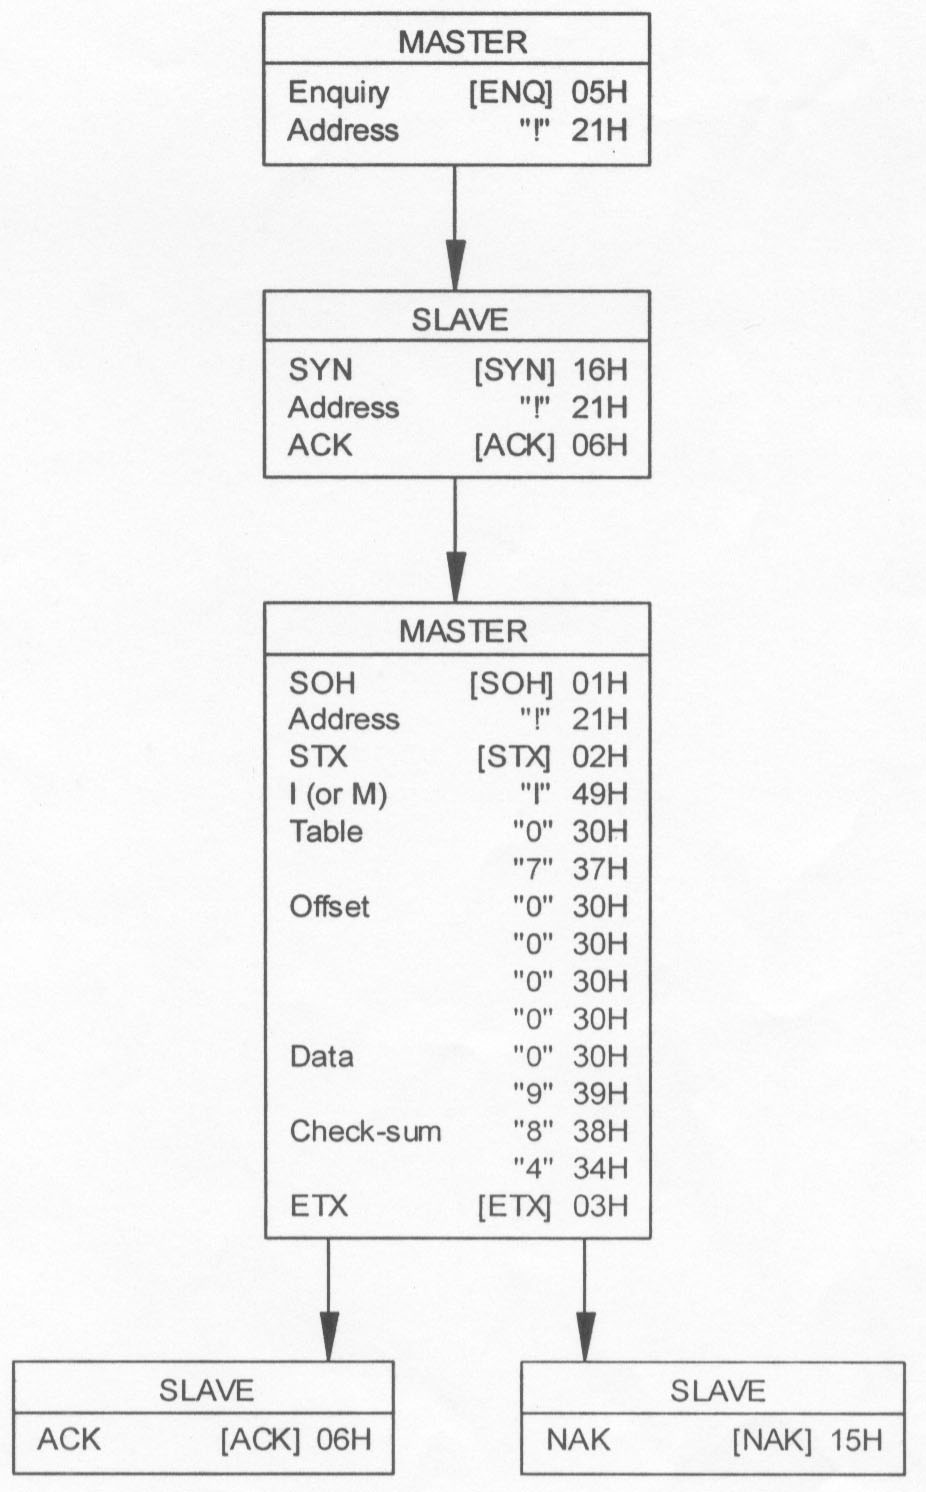 MASTER
Enquiry [ENQ] 05H
Address "!" 21H
SLAVE
SYN [SYN] 16H
Address "!" 21H
ACK [ACK] 06H
MASTER
SOH [SOH] 01H
Address "!" 21H
STX [STX] 02H
I (or M) "I" 49H
Table "0" 30H
"7" 37H
Offset "0" 30H
"0" 30H
"0" 30H
"0" 30H
Data "0" 30H
"9" 39H
Check-sum "8" 38H
"4" 34H
ETX [ETX] 03H
SLAVE
ACK [ACK] 06H
SLAVE
NAK [NAK] 15H